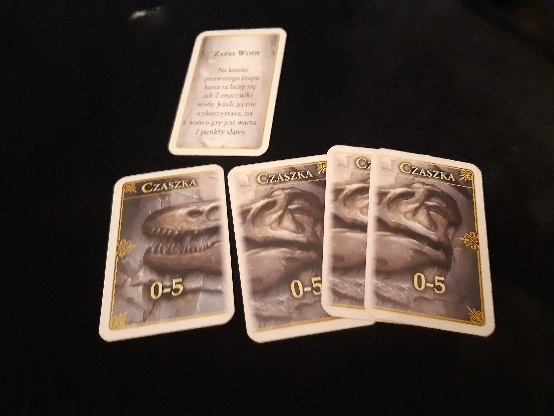 Zapas Wody
Na koniec
pierwszego etapu
karta ta liczy się
jak 2 znaczniki
wody. Jeżeli jej nie
wykorzystasz, na
koniec gry jest warta
2 punkty sławy.
Czaszka
0-5
Czaszka
0-5
Cz
Czaszka
0-5